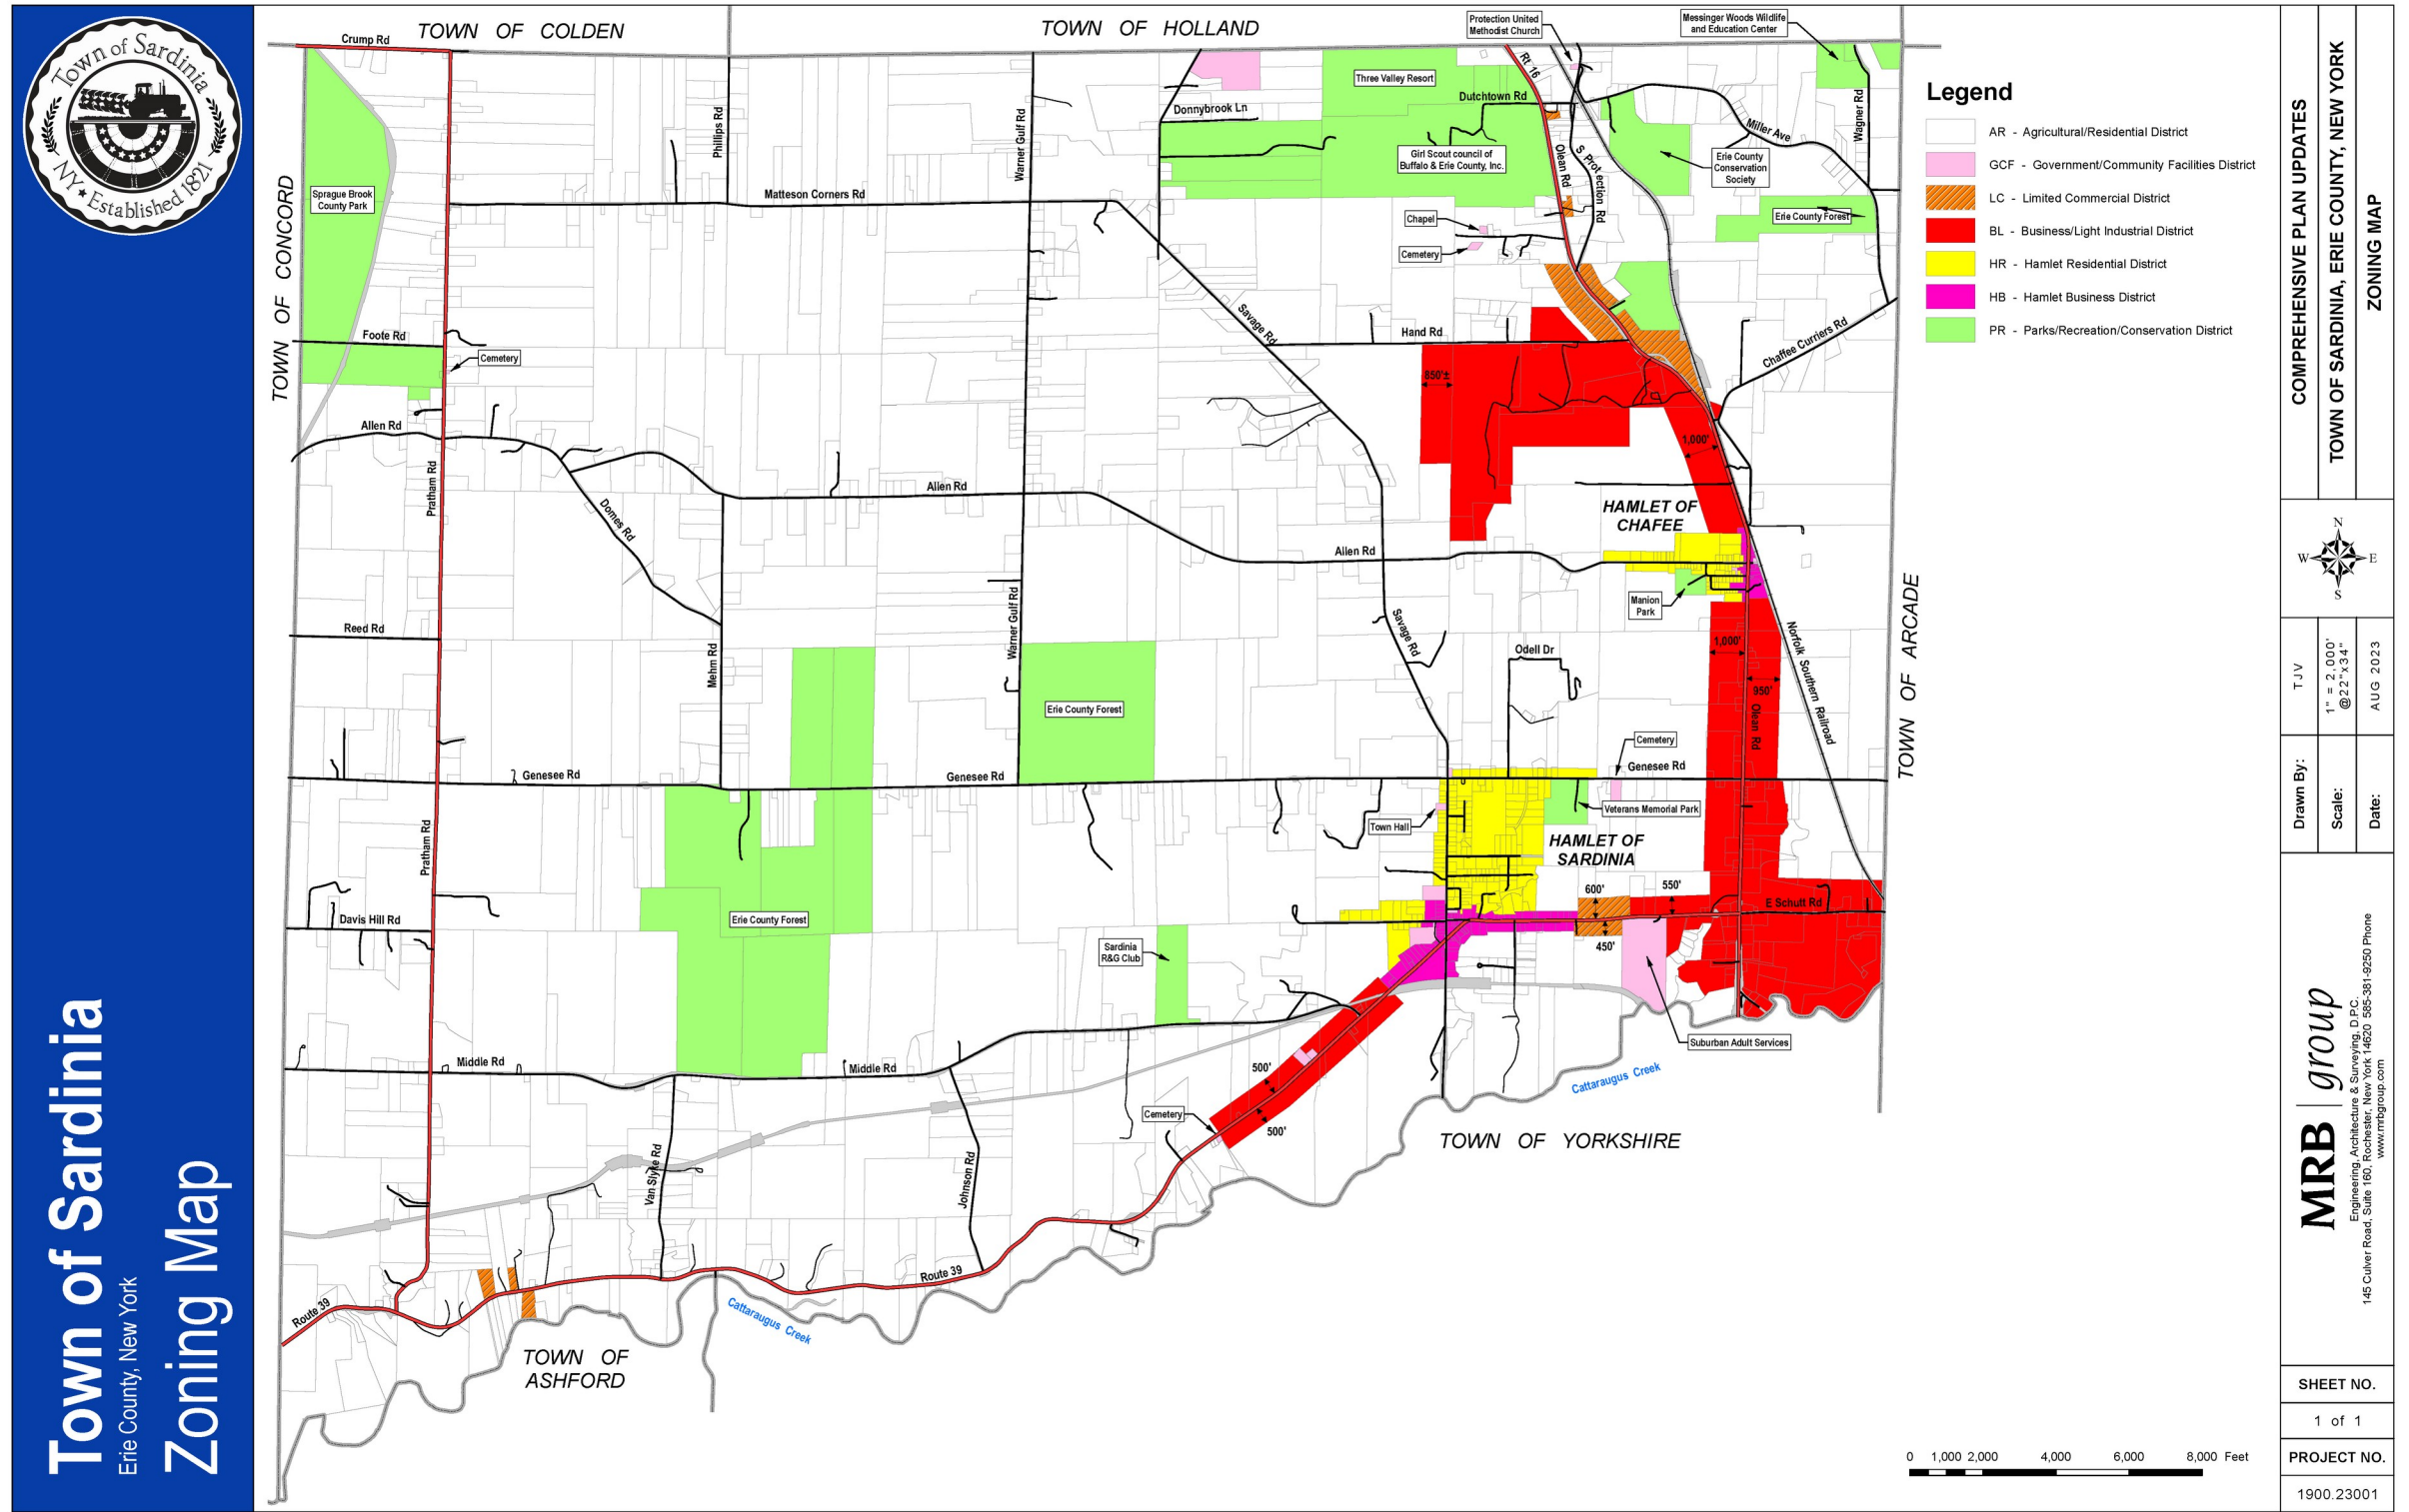 Town of Sardinia
NY ★ Established 1821
Town of Sardinia
Erie County, New York
Zoning Map
TOWN OF COLDEN
TOWN OF HOLLAND
TOWN OF CONCORD
TOWN OF ARCADE
TOWN OF YORKSHIRE
TOWN OF
ASHFORD
Crump Rd
Protection United
Methodist Church
Messinger Woods Wildlife
and Education Center
Rt. 16
Three Valley Resort
Dutchtown Rd
Donnybrook Ln
Phillips Rd
Warner Gulf Rd
Miller Ave
Wagner Rd
Girl Scout council of
Buffalo & Erie County, Inc.
Olean Rd
S Protection Rd
Erie County
Conservation
Society
Sprague Brook
County Park
Matteson Corners Rd
Chapel
Cemetery
Erie County Forest
Savage Rd
Hand Rd
Chaffee Curriers Rd
Foote Rd
Cemetery
850'±
Allen Rd
1,000'
Pratham Rd
Allen Rd
Domes Rd
HAMLET OF
CHAFEE
Allen Rd
Manion
Park
Warner Gulf Rd
Reed Rd
Mehm Rd
Savage Rd
Odell Dr
1,000'
950'
Norfolk Southern Railroad
Olean Rd
Erie County Forest
Cemetery
Genesee Rd
Genesee Rd
Genesee Rd
Veterans Memorial Park
Town Hall
Pratham Rd
HAMLET OF
SARDINIA
600'
550'
E Schutt Rd
450'
Davis Hill Rd
Erie County Forest
Sardinia
R&G Club
Suburban Adult Services
Middle Rd
Middle Rd
500'
500'
Cemetery
Cattaraugus Creek
Van Slyke Rd
Johnson Rd
Route 39
Route 39
Cattaraugus Creek
Legend
AR - Agricultural/Residential District
GCF - Government/Community Facilities District
LC - Limited Commercial District
BL - Business/Light Industrial District
HR - Hamlet Residential District
HB - Hamlet Business District
PR - Parks/Recreation/Conservation District
0 1,000 2,000 4,000 6,000 8,000 Feet
COMPREHENSIVE PLAN UPDATES
TOWN OF SARDINIA, ERIE COUNTY, NEW YORK
ZONING MAP
N
W E
S
Drawn By: TJV
Scale: 1" = 2,000'
@22"x34"
Date: AUG 2023
MRB group
Engineering, Architecture & Surveying, D.P.C.
145 Culver Road, Suite 160, Rochester, New York 14620 585-381-9250 Phone
www.mrbgroup.com
SHEET NO.
1 of 1
PROJECT NO.
1900.23001